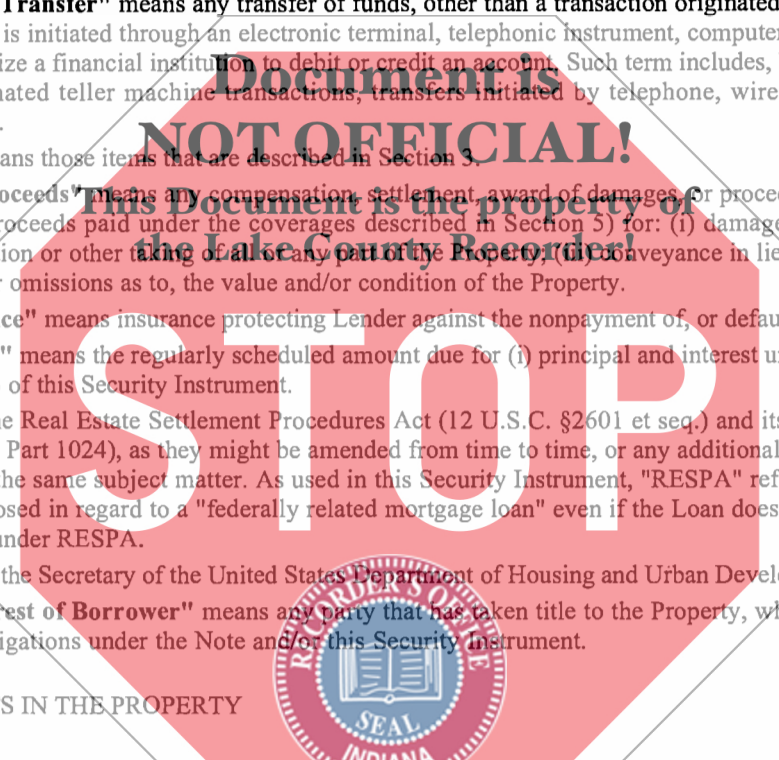 Transfer" means any transfer of funds, other than a transaction originated
is initiated through an electronic terminal, telephonic instrument, computer
ize a financial institution to debit or credit an account. Such term includes,
nated teller machine transactions, transfers initiated by telephone, wire
.
ans those items that are described in Section 3.
oceeds" means any compensation, settlement, award of damages, or procee
roceeds paid under the coverages described in Section 5) for: (i) damage
ion or other taking of all or any part of the Property; (iii) conveyance in lie
r omissions as to, the value and/or condition of the Property.
ce" means insurance protecting Lender against the nonpayment of, or defau
" means the regularly scheduled amount due for (i) principal and interest u
of this Security Instrument.
e Real Estate Settlement Procedures Act (12 U.S.C. §2601 et seq.) and its
Part 1024), as they might be amended from time to time, or any additional
the same subject matter. As used in this Security Instrument, "RESPA" ref
osed in regard to a "federally related mortgage loan" even if the Loan does
under RESPA.
the Secretary of the United States Department of Housing and Urban Devel
rest of Borrower" means any party that has taken title to the Property, wh
igations under the Note and/or this Security Instrument.
S IN THE PROPERTY
Document is
NOT OFFICIAL!
This Document is the property of
the Lake County Recorder!
STOP
RECORDER'S OFFICE
SEAL
INDIANA